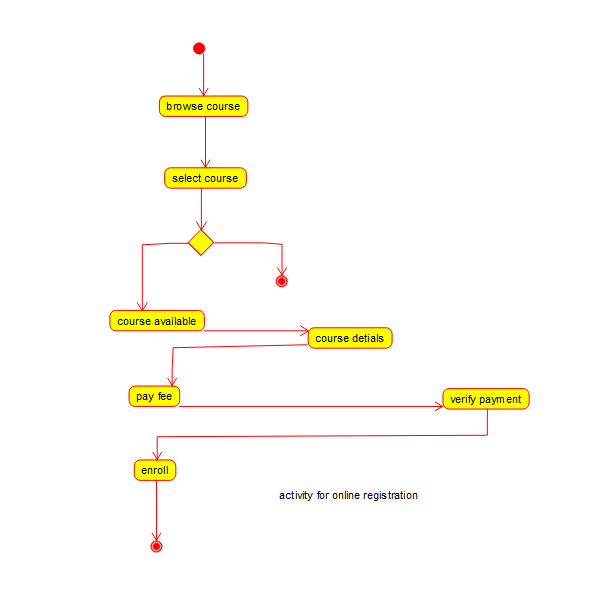 browse course
select course
course available
course detials
pay fee
verify payment
enroll
activity for online registration